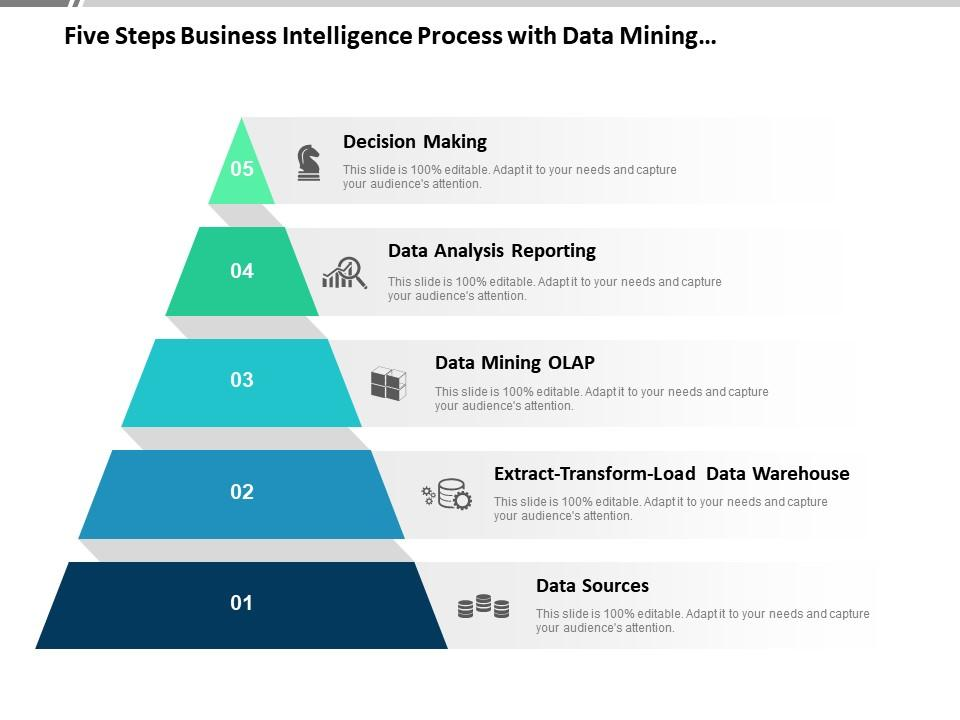 Five Steps Business Intelligence Process with Data Mining...
05
Decision Making
This slide is 100% editable. Adapt it to your needs and capture
your audience's attention.
04
Data Analysis Reporting
This slide is 100% editable. Adapt it to your needs and capture
your audience's attention.
03
Data Mining OLAP
This slide is 100% editable. Adapt it to your needs and capture
your audience's attention.
02
Extract-Transform-Load Data Warehouse
This slide is 100% editable. Adapt it to your needs and capture
your audience's attention.
01
Data Sources
This slide is 100% editable. Adapt it to your needs and capture
your audience's attention.